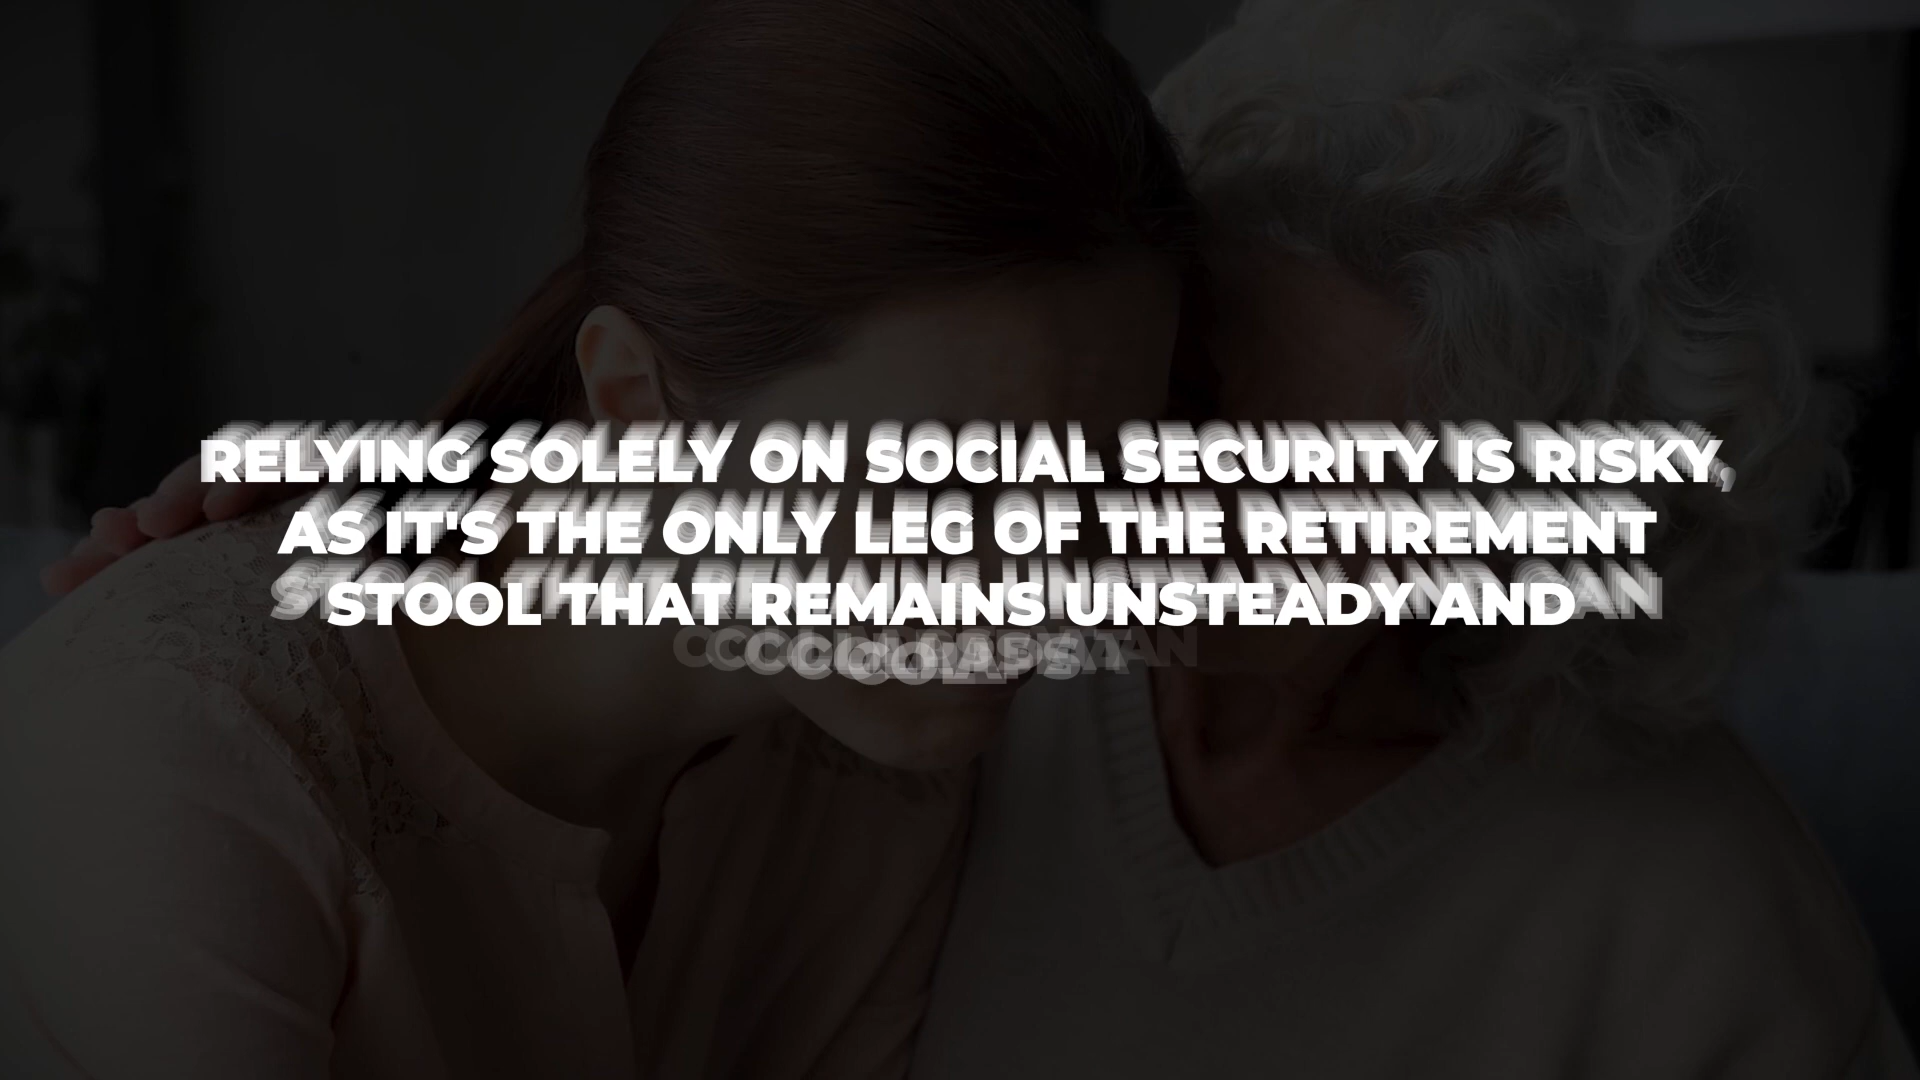 RELYING SOLELY ON SOCIAL SECURITY IS RISKY,
AS IT'S THE ONLY LEG OF THE RETIREMENT
STOOL THAT REMAINS UNSTEADY AND